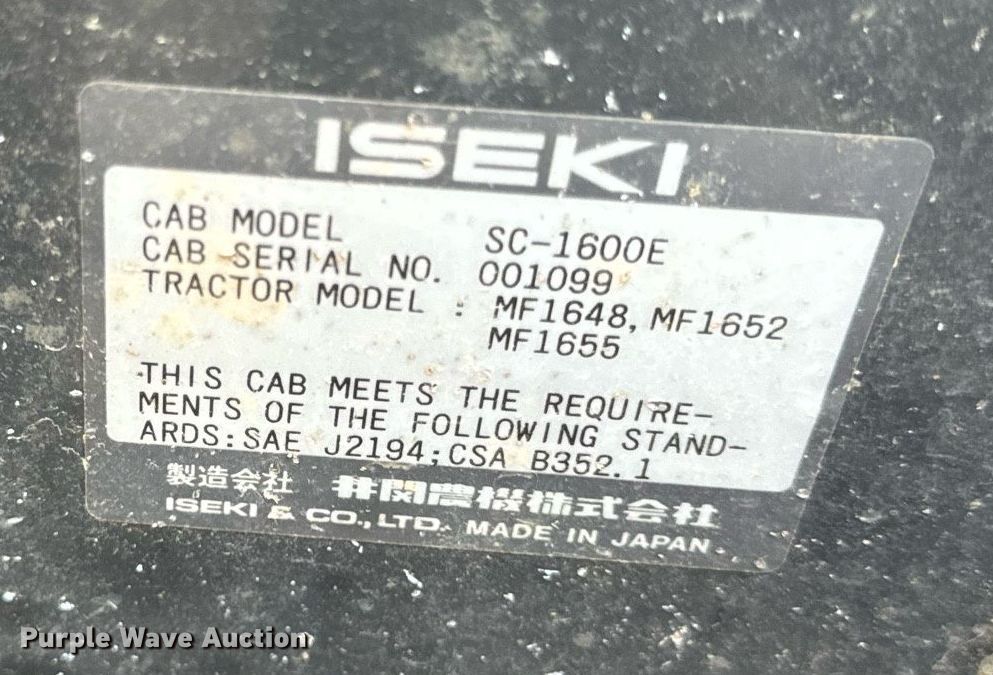 ISEKI
CAB MODEL SC-1600E
CAB SERIAL NO. 001099
TRACTOR MODEL : MF1648, MF1652
MF1655
THIS CAB MEETS THE REQUIRE-
MENTS OF THE FOLLOWING STAND-
ARDS:SAE J2194;CSA B352.1
製造会社 井関農機株式会社
ISEKI & CO.,LTD. MADE IN JAPAN.
Purple Wave Auction